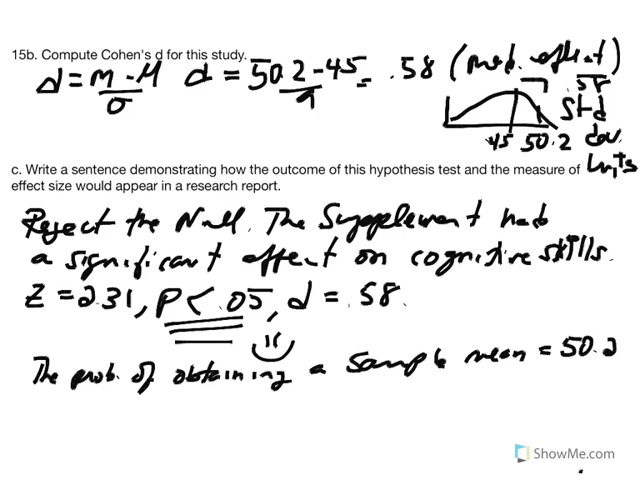 15b. Compute Cohen's d for this study.
d = M - M / σ d = 50.2 - 45 / 9 = .58 (med. effect)
.58 Std dev. units
45 50.2
c. Write a sentence demonstrating how the outcome of this hypothesis test and the measure of
effect size would appear in a research report.
Reject the Null. The Supplement had
a significant effect on cognitive skills.
Z = 2.31, P < .05, d = .58.
The prob. of obtaining a sample mean = 50.2
ShowMe.com